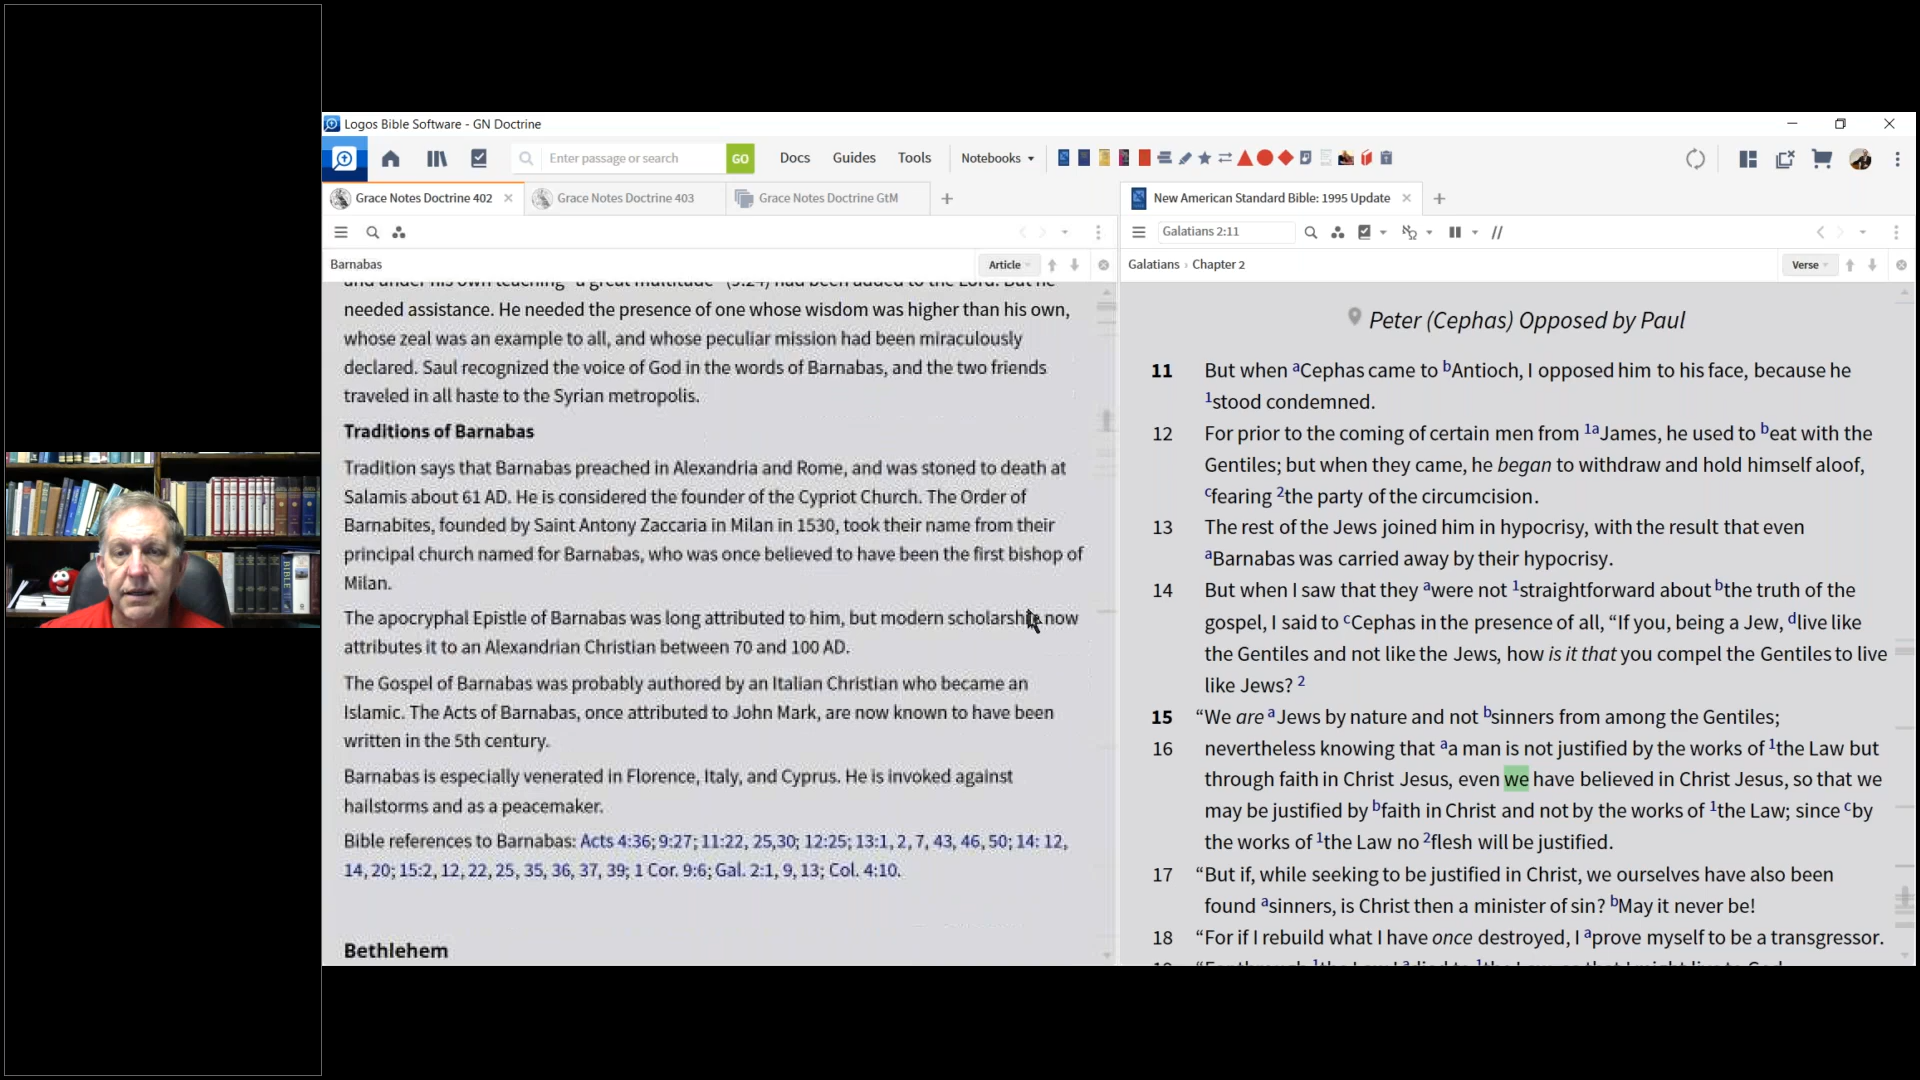 Logos Bible Software - GN Doctrine
Enter passage or search
GO
Docs
Guides
Tools
Notebooks
Grace Notes Doctrine 402
Grace Notes Doctrine 403
Grace Notes Doctrine GtM
New American Standard Bible: 1995 Update
Galatians 2:11
Barnabas
Article
Galatians › Chapter 2
Verse
and under his own teaching "a great multitude" had been added to the Lord. But he
needed assistance. He needed the presence of one whose wisdom was higher than his own,
whose zeal was an example to all, and whose peculiar mission had been miraculously
declared. Saul recognized the voice of God in the words of Barnabas, and the two friends
traveled in all haste to the Syrian metropolis.
Traditions of Barnabas
Tradition says that Barnabas preached in Alexandria and Rome, and was stoned to death at
Salamis about 61 AD. He is considered the founder of the Cypriot Church. The Order of
Barnabites, founded by Saint Antony Zaccaria in Milan in 1530, took their name from their
principal church named for Barnabas, who was once believed to have been the first bishop of
Milan.
The apocryphal Epistle of Barnabas was long attributed to him, but modern scholarship now
attributes it to an Alexandrian Christian between 70 and 100 AD.
The Gospel of Barnabas was probably authored by an Italian Christian who became an
Islamic. The Acts of Barnabas, once attributed to John Mark, are now known to have been
written in the 5th century.
Barnabas is especially venerated in Florence, Italy, and Cyprus. He is invoked against
hailstorms and as a peacemaker.
Bible references to Barnabas: Acts 4:36; 9:27; 11:22, 25,30; 12:25; 13:1, 2, 7, 43, 46, 50; 14: 12,
14, 20; 15:2, 12, 22, 25, 35, 36, 37, 39; 1 Cor. 9:6; Gal. 2:1, 9, 13; Col. 4:10.
Bethlehem
Peter (Cephas) Opposed by Paul
11 But when aCephas came to bAntioch, I opposed him to his face, because he
1stood condemned.
12 For prior to the coming of certain men from 1aJames, he used to beat with the
Gentiles; but when they came, he began to withdraw and hold himself aloof,
cfearing 2the party of the circumcision.
13 The rest of the Jews joined him in hypocrisy, with the result that even
aBarnabas was carried away by their hypocrisy.
14 But when I saw that they awere not 1straightforward about bthe truth of the
gospel, I said to cCephas in the presence of all, “If you, being a Jew, dlive like
the Gentiles and not like the Jews, how is it that you compel the Gentiles to live
like Jews? 2
15 “We are aJews by nature and not bsinners from among the Gentiles;
16 nevertheless knowing that aa man is not justified by the works of 1the Law but
through faith in Christ Jesus, even we have believed in Christ Jesus, so that we
may be justified by bfaith in Christ and not by the works of 1the Law; since cby
the works of 1the Law no 2flesh will be justified.
17 “But if, while seeking to be justified in Christ, we ourselves have also been
found asinners, is Christ then a minister of sin? bMay it never be!
18 “For if I rebuild what I have once destroyed, I aprove myself to be a transgressor.
BIBLE